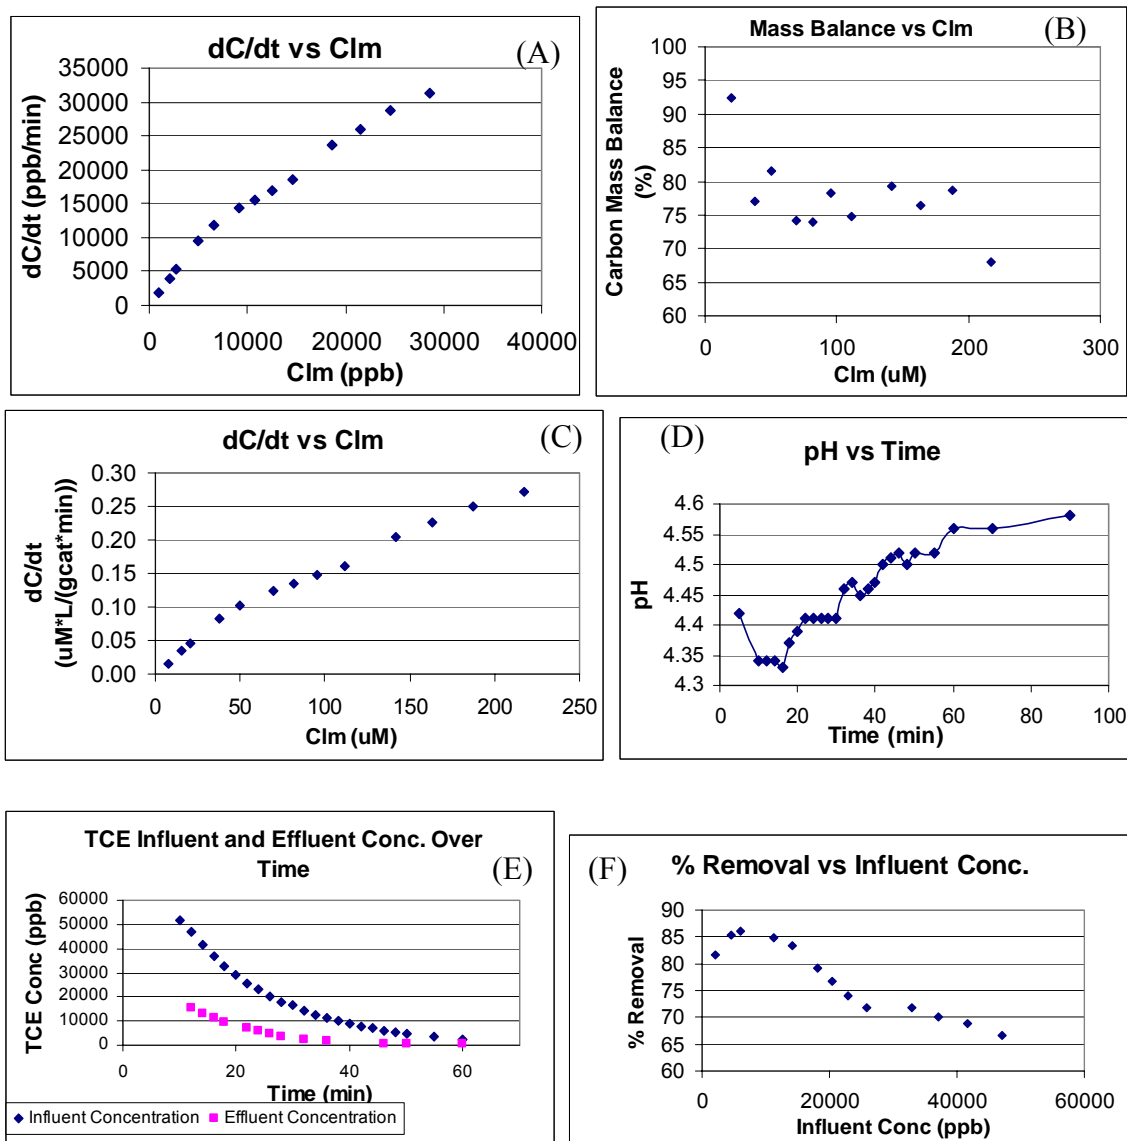 dC/dt vs Clm
(A)
35000
30000
25000
20000
15000
10000
5000
0
dC/dt (ppb/min)
0 10000 20000 30000 40000
Clm (ppb)
Mass Balance vs Clm
(B)
100
95
90
85
80
75
70
65
60
Carbon Mass Balance
(%)
0 100 200 300
Clm (uM)
dC/dt vs Clm
(C)
0.30
0.25
0.20
0.15
0.10
0.05
0.00
dC/dt
(uM*L/(gcat*min))
0 50 100 150 200 250
Clm (uM)
(D)
pH vs Time
4.6
4.55
4.5
4.45
4.4
4.35
4.3
pH
0 20 40 60 80 100
Time (min)
TCE Influent and Effluent Conc. Over
Time
(E)
60000
50000
40000
30000
20000
10000
0
TCE Conc (ppb)
0 20 40 60
Time (min)
Influent Concentration Effluent Concentration
(F)
% Removal vs Influent Conc.
90
85
80
75
70
65
60
% Removal
0 20000 40000 60000
Influent Conc (ppb)